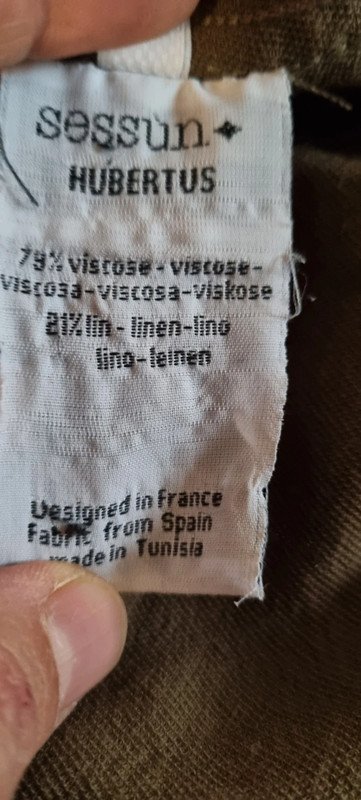 sessùn
HUBERTUS
79% viscose - viscose-
viscosa-viscosa-viskose
21% lin - linen-lino
lino-leinen
Designed in France
Fabric from Spain
made in Tunisia